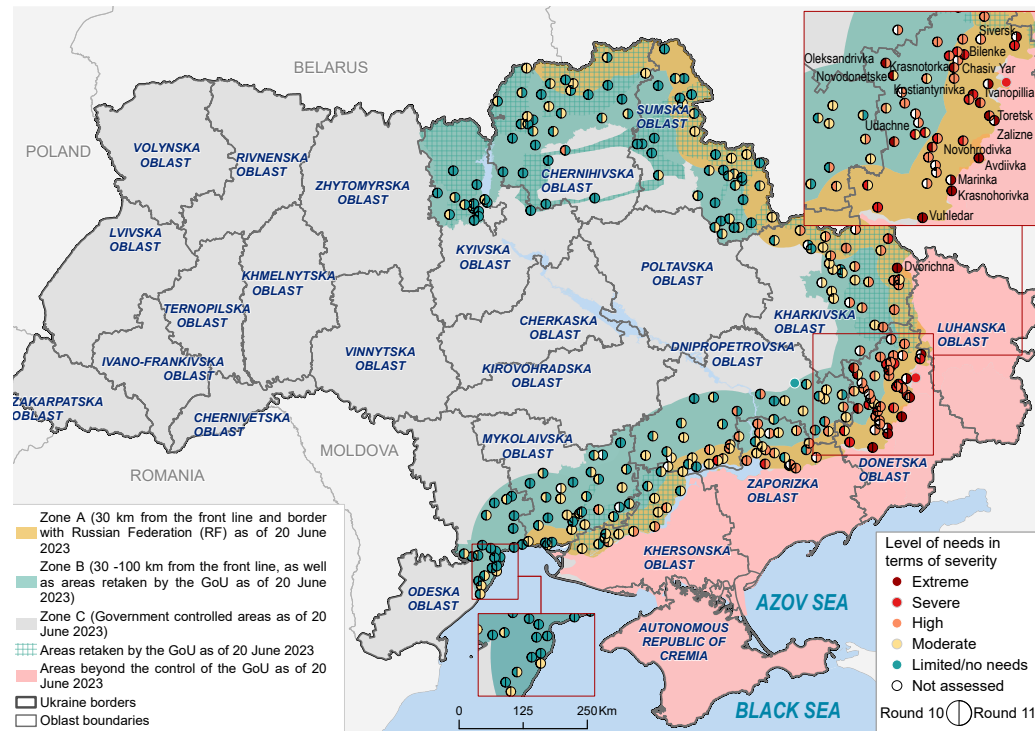 BELARUS
POLAND
ROMANIA
MOLDOVA
VOLYNSKA
OBLAST
RIVNENSKA
OBLAST
ZHYTOMYRSKA
OBLAST
CHERNIHIVSKA
OBLAST
SUMSKA
OBLAST
LVIVSKA
OBLAST
KHMELNYTSKA
OBLAST
TERNOPILSKA
OBLAST
KYIVSKA
OBLAST
POLTAVSKA
OBLAST
KHARKIVSKA
OBLAST
LUHANSKA
OBLAST
IVANO-FRANKIVSKA
OBLAST
ZAKARPATSKA
OBLAST
CHERNIVETSKA
OBLAST
VINNYTSKA
OBLAST
CHERKASKA
OBLAST
KIROVOHRADSKA
OBLAST
DNIPROPETROVSKA
OBLAST
MYKOLAIVSKA
OBLAST
ZAPORIZKA
OBLAST
DONETSKA
OBLAST
ODESKA
OBLAST
KHERSONSKA
OBLAST
AUTONOMOUS
REPUBLIC OF
CREMIA
AZOV SEA
BLACK SEA
Dvorichna
Siversk
Bilenke
Oleksandrivka
Krasnotorka
Chasiv Yar
Novodonetske
Kostiantynivka
Ivanopillia
Toretsk
Udachne
Zalizne
Novohrodivka
Avdiivka
Marinka
Krasnohorivka
Vuhledar
Zone A (30 km from the front line and border
with Russian Federation (RF) as of 20 June
2023
Zone B (30 -100 km from the front line, as well
as areas retaken by the GoU as of 20 June
2023)
Zone C (Government controlled areas as of
20 June 2023)
Areas retaken by the GoU as of 20 June 2023
Areas beyond the control of the GoU as of 20
June 2023
Ukraine borders
Oblast boundaries
0 125 250 Km
Level of needs in
terms of severity
Extreme
Severe
High
Moderate
Limited/no needs
Not assessed
Round 10 Round 11